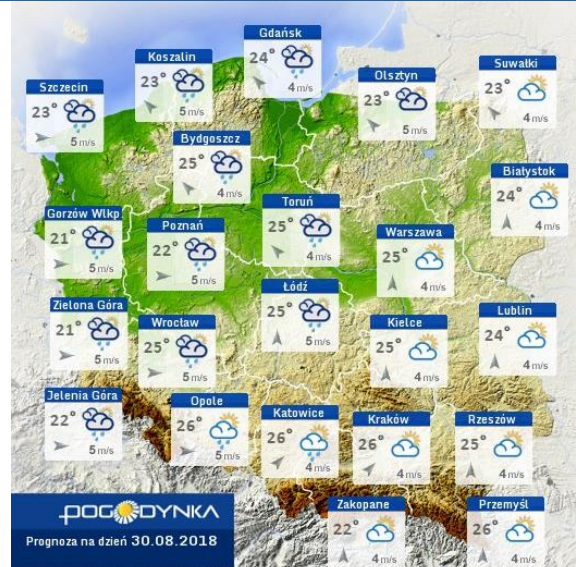 Gdańsk
24°
4 m/s
Koszalin
23°
5 m/s
Suwałki
23°
4 m/s
Olsztyn
23°
5 m/s
Szczecin
23°
5 m/s
Bydgoszcz
25°
4 m/s
Białystok
24°
4 m/s
Toruń
25°
4 m/s
Gorzów Wlkp
21°
5 m/s
Poznań
22°
5 m/s
Warszawa
25°
4 m/s
Łódź
25°
5 m/s
Zielona Góra
21°
5 m/s
Wrocław
25°
5 m/s
Kielce
25°
4 m/s
Lublin
24°
4 m/s
Jelenia Góra
22°
5 m/s
Opole
26°
5 m/s
Katowice
26°
4 m/s
Kraków
26°
4 m/s
Rzeszów
25°
4 m/s
Zakopane
22°
4 m/s
Przemyśl
26°
4 m/s
POGODYNKA
Prognoza na dzień 30.08.2018